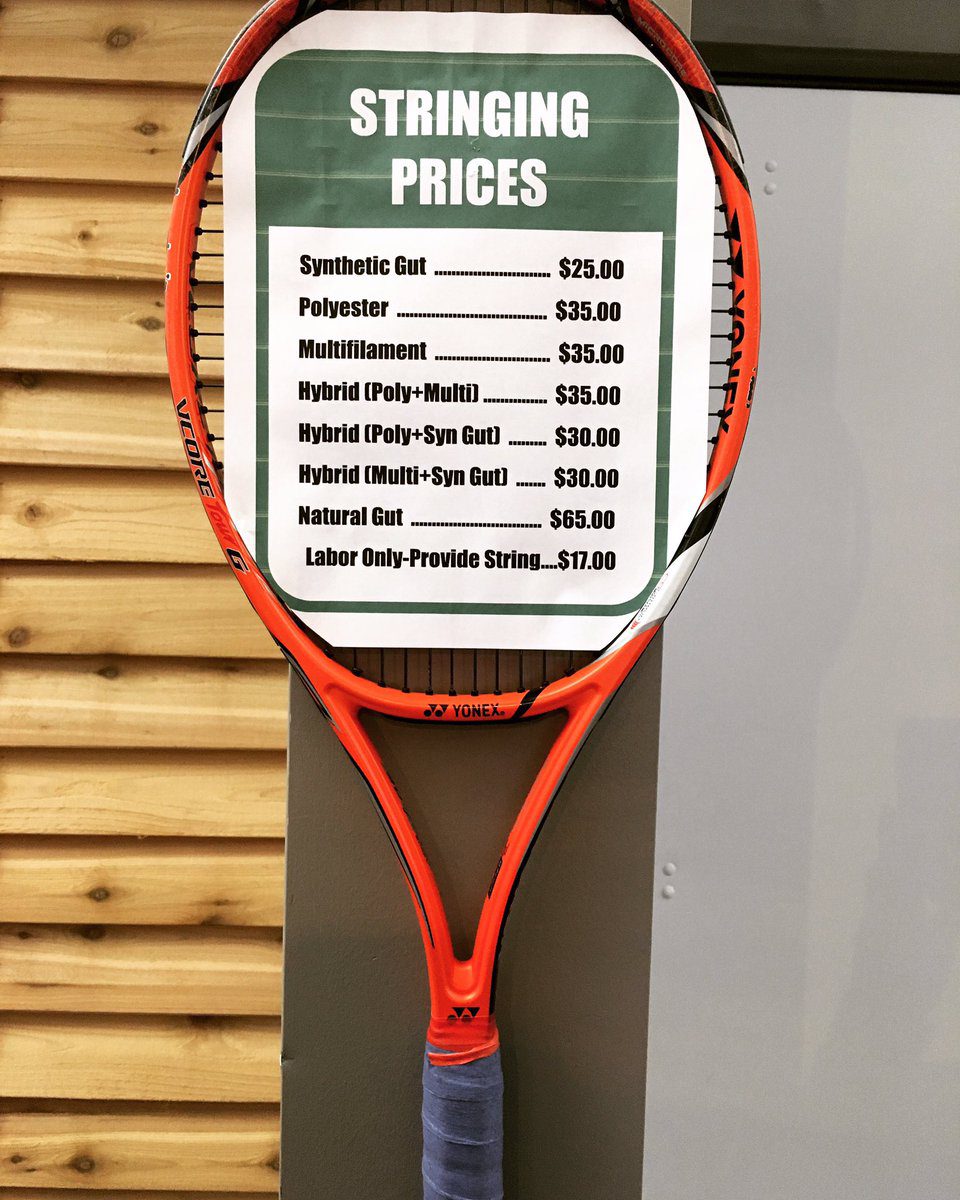 STRINGING
PRICES
Synthetic Gut ........................... $25.00
Polyester ................................... $35.00
Multifilament ........................... $35.00
Hybrid (Poly+Multi) ............... $35.00
Hybrid (Poly+Syn Gut) ......... $30.00
Hybrid (Multi+Syn Gut) ....... $30.00
Natural Gut ............................... $65.00
Labor Only-Provide String....$17.00
YONEX
VCORE Tour G
YONEX